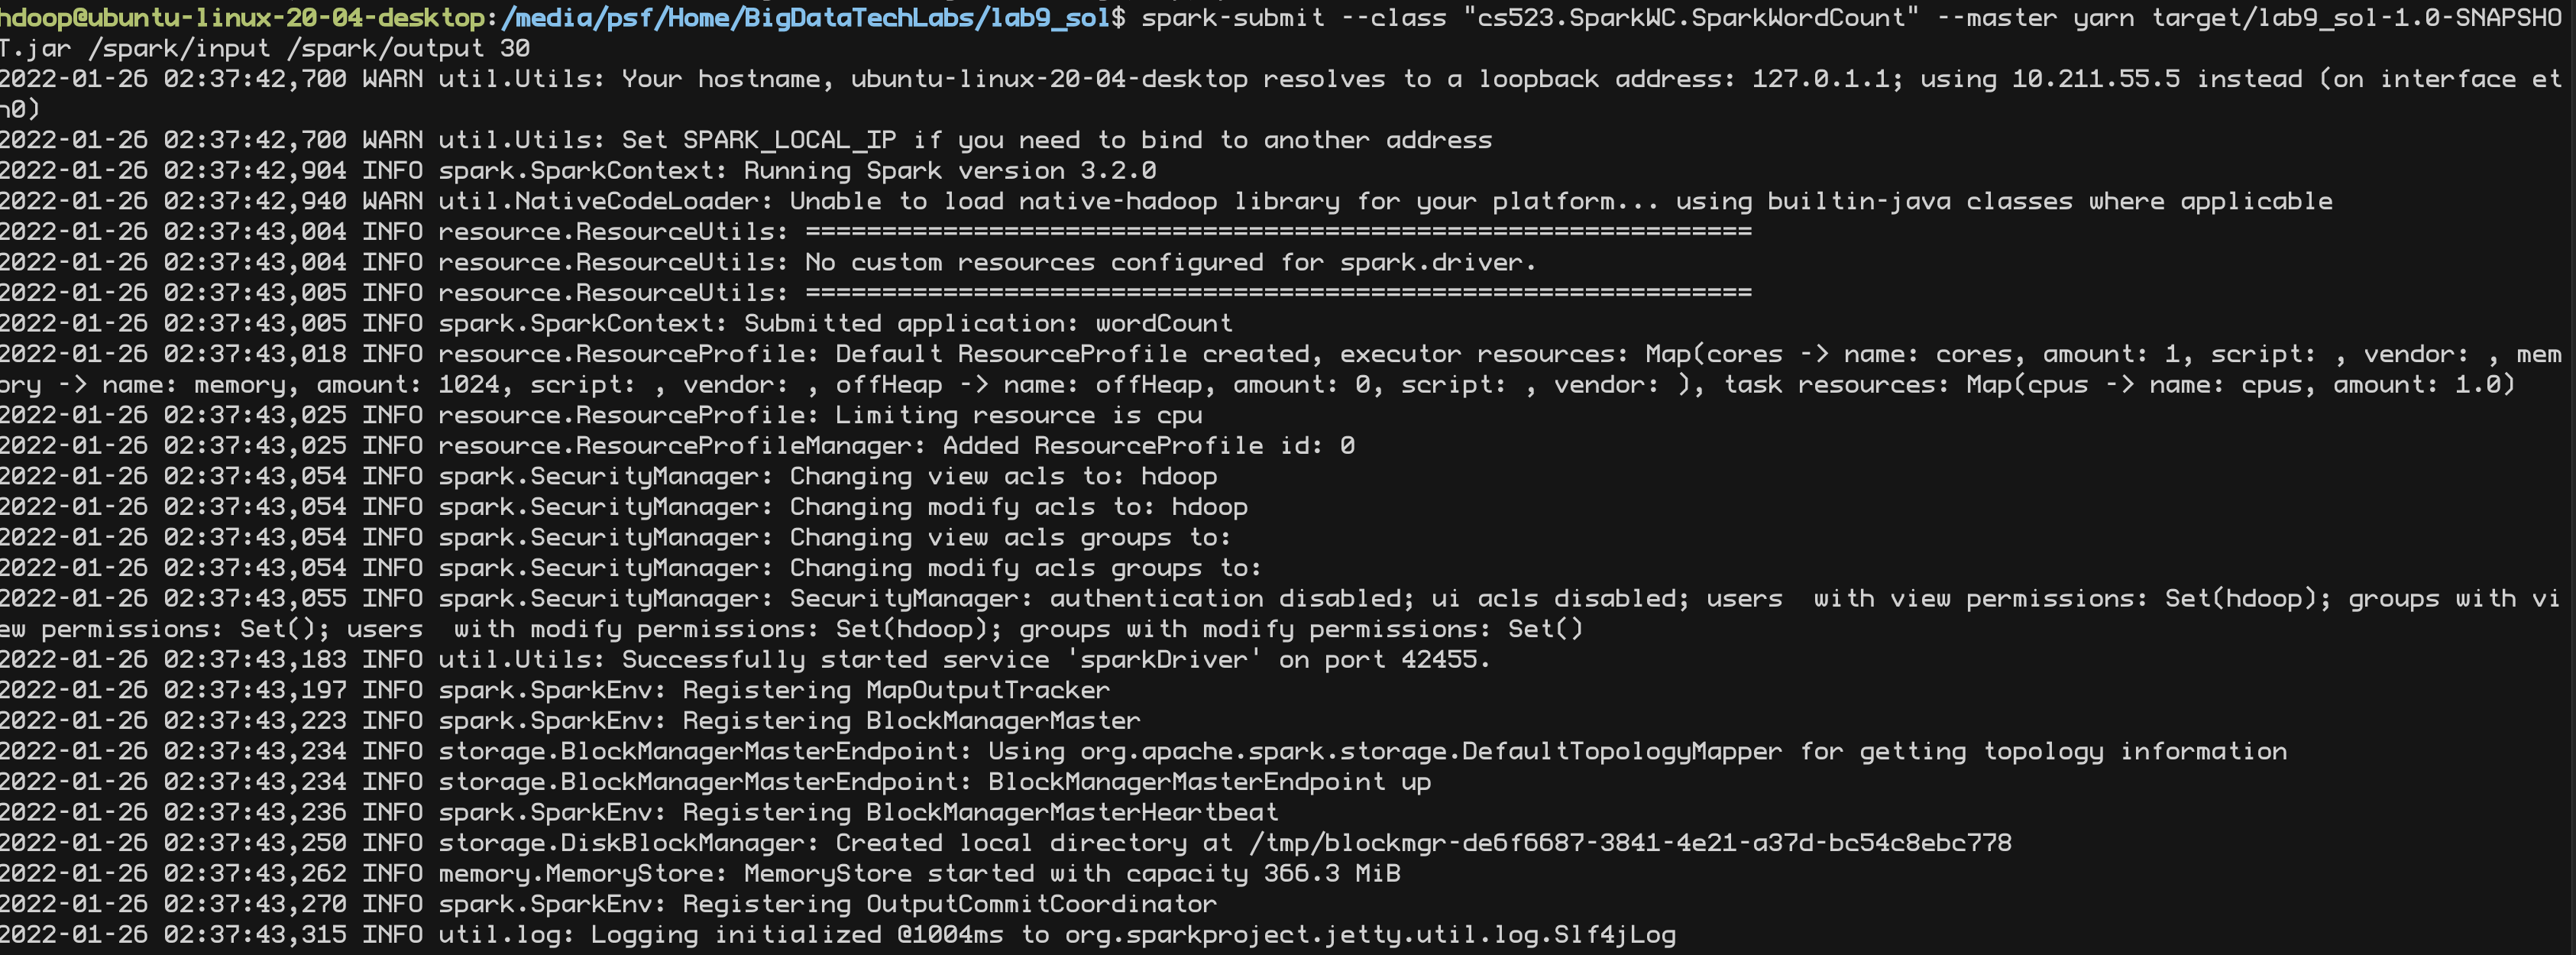 hdoop@ubuntu-linux-20-04-desktop:/media/psf/Home/BigDataTechLabs/lab9_sol$ spark-submit --class "cs523.SparkWC.SparkWordCount" --master yarn target/lab9_sol-1.0-SNAPSHO
T.jar /spark/input /spark/output 30
2022-01-26 02:37:42,700 WARN util.Utils: Your hostname, ubuntu-linux-20-04-desktop resolves to a loopback address: 127.0.1.1; using 10.211.55.5 instead (on interface et
h0)
2022-01-26 02:37:42,700 WARN util.Utils: Set SPARK_LOCAL_IP if you need to bind to another address
2022-01-26 02:37:42,904 INFO spark.SparkContext: Running Spark version 3.2.0
2022-01-26 02:37:42,940 WARN util.NativeCodeLoader: Unable to load native-hadoop library for your platform... using builtin-java classes where applicable
2022-01-26 02:37:43,004 INFO resource.ResourceUtils: ==============================================================
2022-01-26 02:37:43,004 INFO resource.ResourceUtils: No custom resources configured for spark.driver.
2022-01-26 02:37:43,005 INFO resource.ResourceUtils: ==============================================================
2022-01-26 02:37:43,005 INFO spark.SparkContext: Submitted application: wordCount
2022-01-26 02:37:43,018 INFO resource.ResourceProfile: Default ResourceProfile created, executor resources: Map(cores -> name: cores, amount: 1, script: , vendor: , mem
ory -> name: memory, amount: 1024, script: , vendor: , offHeap -> name: offHeap, amount: 0, script: , vendor: ), task resources: Map(cpus -> name: cpus, amount: 1.0)
2022-01-26 02:37:43,025 INFO resource.ResourceProfile: Limiting resource is cpu
2022-01-26 02:37:43,025 INFO resource.ResourceProfileManager: Added ResourceProfile id: 0
2022-01-26 02:37:43,054 INFO spark.SecurityManager: Changing view acls to: hdoop
2022-01-26 02:37:43,054 INFO spark.SecurityManager: Changing modify acls to: hdoop
2022-01-26 02:37:43,054 INFO spark.SecurityManager: Changing view acls groups to:
2022-01-26 02:37:43,054 INFO spark.SecurityManager: Changing modify acls groups to:
2022-01-26 02:37:43,055 INFO spark.SecurityManager: SecurityManager: authentication disabled; ui acls disabled; users  with view permissions: Set(hdoop); groups with vi
ew permissions: Set(); users  with modify permissions: Set(hdoop); groups with modify permissions: Set()
2022-01-26 02:37:43,183 INFO util.Utils: Successfully started service 'sparkDriver' on port 42455.
2022-01-26 02:37:43,197 INFO spark.SparkEnv: Registering MapOutputTracker
2022-01-26 02:37:43,223 INFO spark.SparkEnv: Registering BlockManagerMaster
2022-01-26 02:37:43,234 INFO storage.BlockManagerMasterEndpoint: Using org.apache.spark.storage.DefaultTopologyMapper for getting topology information
2022-01-26 02:37:43,234 INFO storage.BlockManagerMasterEndpoint: BlockManagerMasterEndpoint up
2022-01-26 02:37:43,236 INFO spark.SparkEnv: Registering BlockManagerMasterHeartbeat
2022-01-26 02:37:43,250 INFO storage.DiskBlockManager: Created local directory at /tmp/blockmgr-de6f6687-3841-4e21-a37d-bc54c8ebc778
2022-01-26 02:37:43,262 INFO memory.MemoryStore: MemoryStore started with capacity 366.3 MiB
2022-01-26 02:37:43,270 INFO spark.SparkEnv: Registering OutputCommitCoordinator
2022-01-26 02:37:43,315 INFO util.log: Logging initialized @1004ms to org.sparkproject.jetty.util.log.Slf4jLog